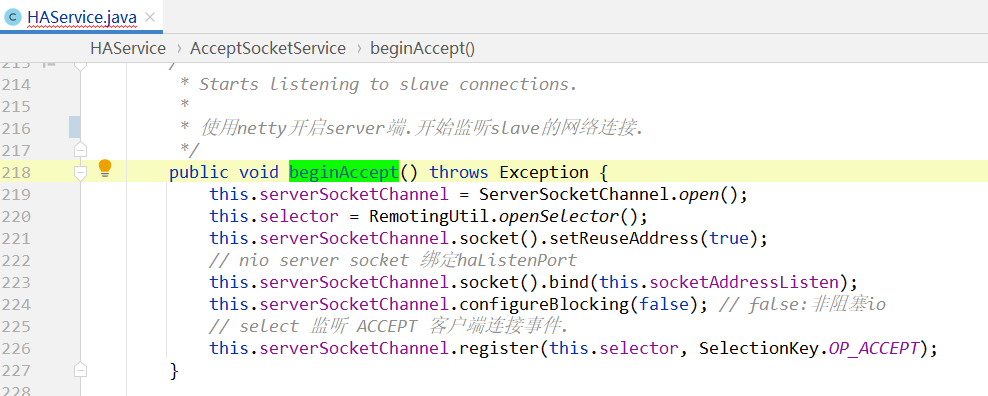 HAService.java
HAService › AcceptSocketService › beginAccept()
214 * Starts listening to slave connections.
215 *
216 * 使用netty开启server端.开始监听slave的网络连接.
217 */
218 public void beginAccept() throws Exception {
219 this.serverSocketChannel = ServerSocketChannel.open();
220 this.selector = RemotingUtil.openSelector();
221 this.serverSocketChannel.socket().setReuseAddress(true);
222 // nio server socket 绑定haListenPort
223 this.serverSocketChannel.socket().bind(this.socketAddressListen);
224 this.serverSocketChannel.configureBlocking(false); // false:非阻塞io
225 // select 监听 ACCEPT 客户端连接事件.
226 this.serverSocketChannel.register(this.selector, SelectionKey.OP_ACCEPT);
227 }
228